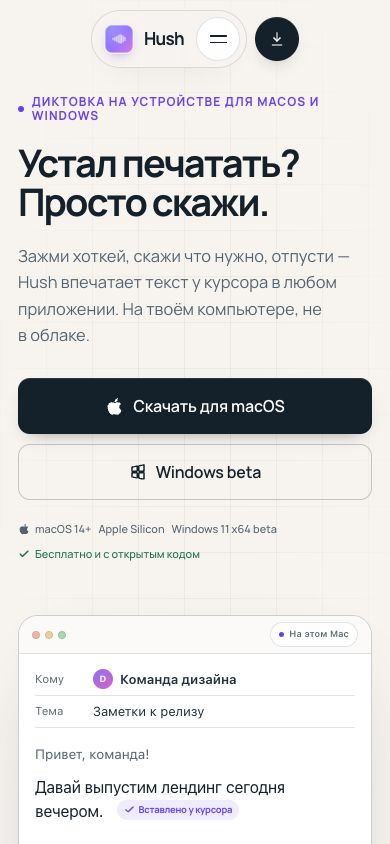 Hush
ДИКТОВКА НА УСТРОЙСТВЕ ДЛЯ MACOS И
WINDOWS
Устал печатать?
Просто скажи.
Зажми хоткей, скажи что нужно, отпусти —
Hush впечатает текст у курсора в любом
приложении. На твоём компьютере, не
в облаке.
Скачать для macOS
Windows beta
macOS 14+ Apple Silicon Windows 11 x64 beta
Бесплатно и с открытым кодом
На этом Mac
Кому D Команда дизайна
Тема Заметки к релизу
Привет, команда!
Давай выпустим лендинг сегодня
вечером. Вставлено у курсора